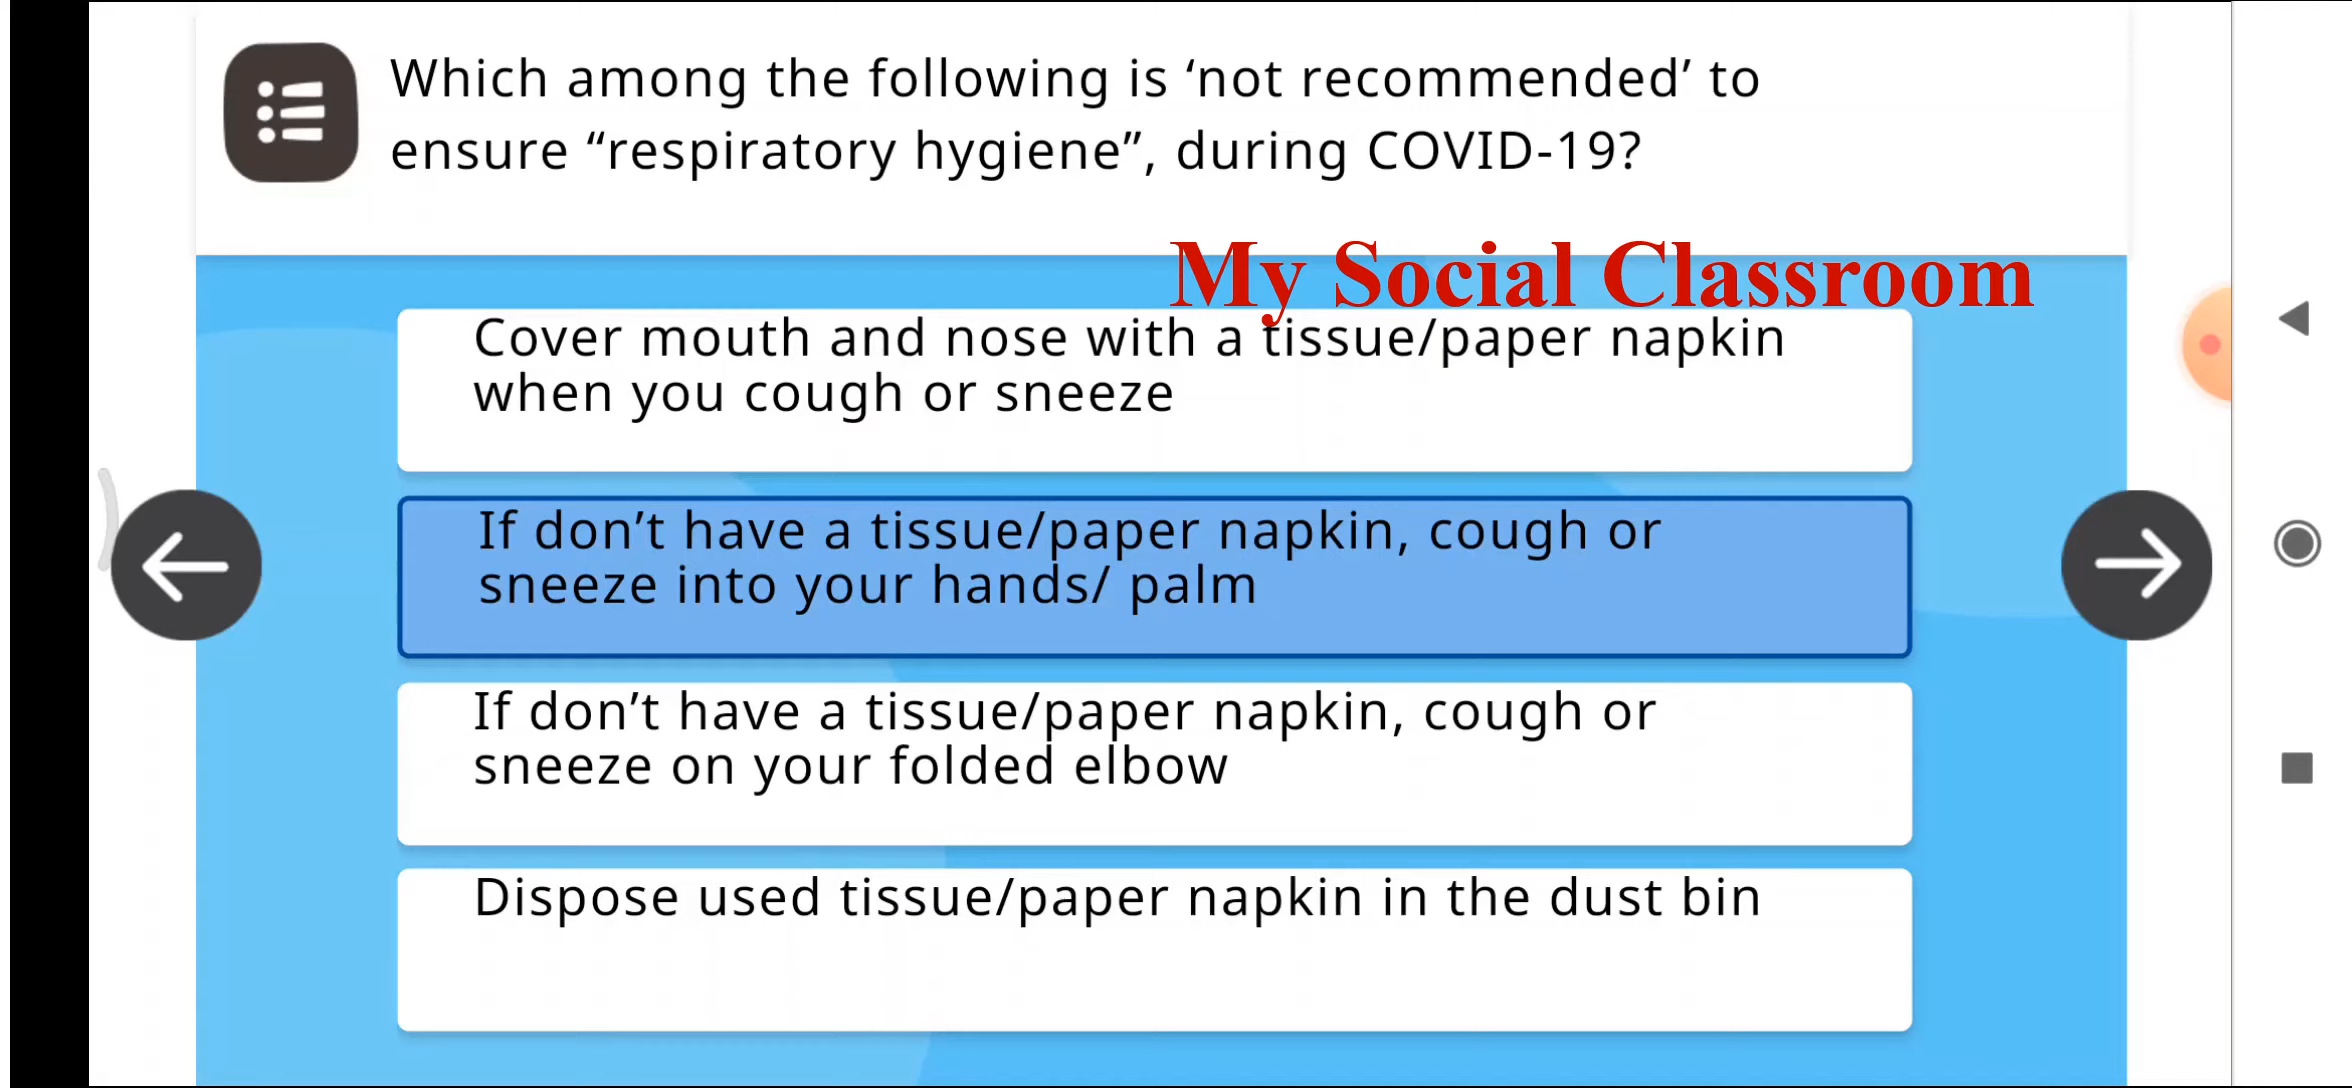 Which among the following is ‘not recommended’ to
ensure “respiratory hygiene”, during COVID-19?
My Social Classroom
Cover mouth and nose with a tissue/paper napkin
when you cough or sneeze
If don’t have a tissue/paper napkin, cough or
sneeze into your hands/ palm
If don’t have a tissue/paper napkin, cough or
sneeze on your folded elbow
Dispose used tissue/paper napkin in the dust bin